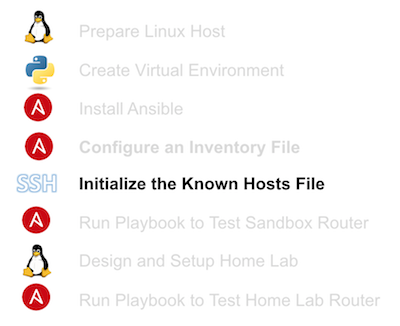 Prepare Linux Host
Create Virtual Environment
Install Ansible
Configure an Inventory File
SSH Initialize the Known Hosts File
Run Playbook to Test Sandbox Router
Design and Setup Home Lab
Run Playbook to Test Home Lab Router